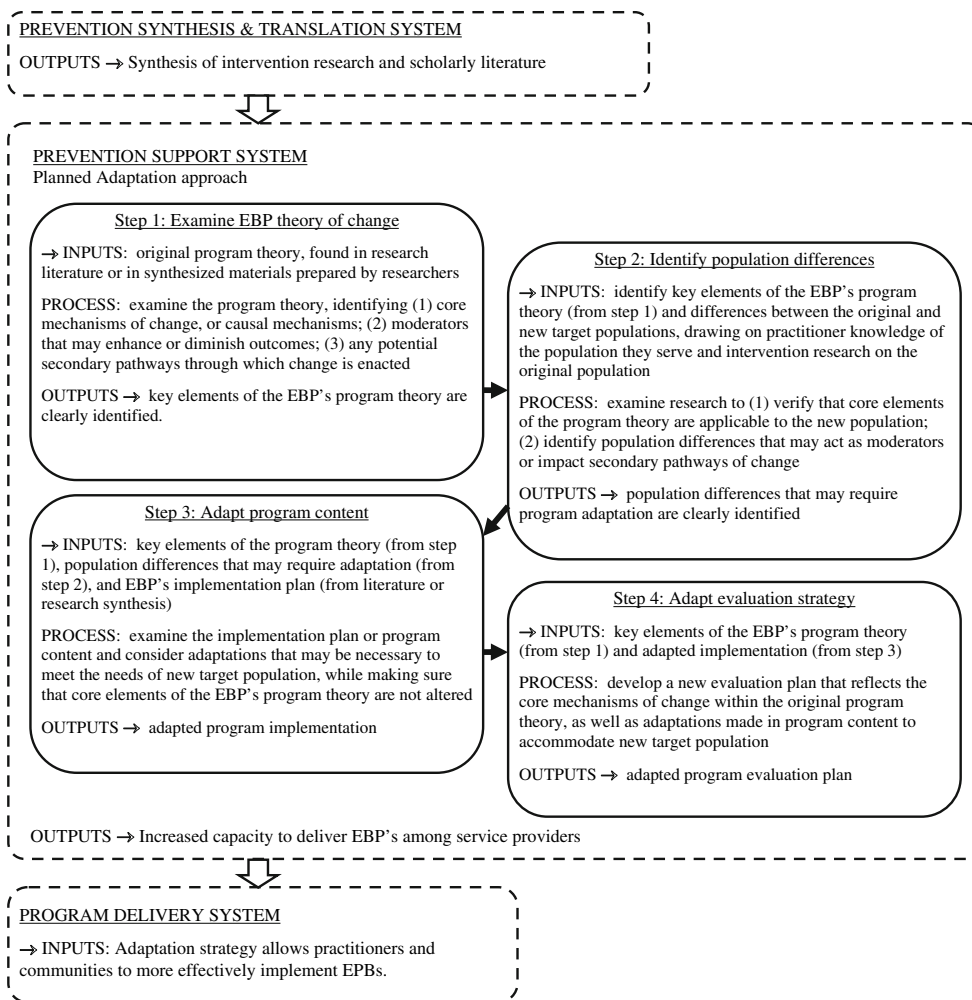 PREVENTION SYNTHESIS & TRANSLATION SYSTEM
OUTPUTS → Synthesis of intervention research and scholarly literature
PREVENTION SUPPORT SYSTEM
Planned Adaptation approach
Step 1: Examine EBP theory of change
→ INPUTS: original program theory, found in research
literature or in synthesized materials prepared by researchers
PROCESS: examine the program theory, identifying (1) core
mechanisms of change, or causal mechanisms; (2) moderators
that may enhance or diminish outcomes; (3) any potential
secondary pathways through which change is enacted
OUTPUTS → key elements of the EBP's program theory are
clearly identified.
Step 2: Identify population differences
→ INPUTS: identify key elements of the EBP's program
theory (from step 1) and differences between the original and
new target populations, drawing on practitioner knowledge of
the population they serve and intervention research on the
original population
PROCESS: examine research to (1) verify that core elements
of the program theory are applicable to the new population;
(2) identify population differences that may act as moderators
or impact secondary pathways of change
OUTPUTS → population differences that may require
program adaptation are clearly identified
Step 3: Adapt program content
→ INPUTS: key elements of the program theory (from step
1), population differences that may require adaptation (from
step 2), and EBP's implementation plan (from literature or
research synthesis)
PROCESS: examine the implementation plan or program
content and consider adaptations that may be necessary to
meet the needs of new target population, while making sure
that core elements of the EBP's program theory are not altered
OUTPUTS → adapted program implementation
Step 4: Adapt evaluation strategy
→ INPUTS: key elements of the EBP's program theory
(from step 1) and adapted implementation (from step 3)
PROCESS: develop a new evaluation plan that reflects the
core mechanisms of change within the original program
theory, as well as adaptations made in program content to
accommodate new target population
OUTPUTS → adapted program evaluation plan
OUTPUTS → Increased capacity to deliver EBP's among service providers
PROGRAM DELIVERY SYSTEM
→ INPUTS: Adaptation strategy allows practitioners and
communities to more effectively implement EPBs.